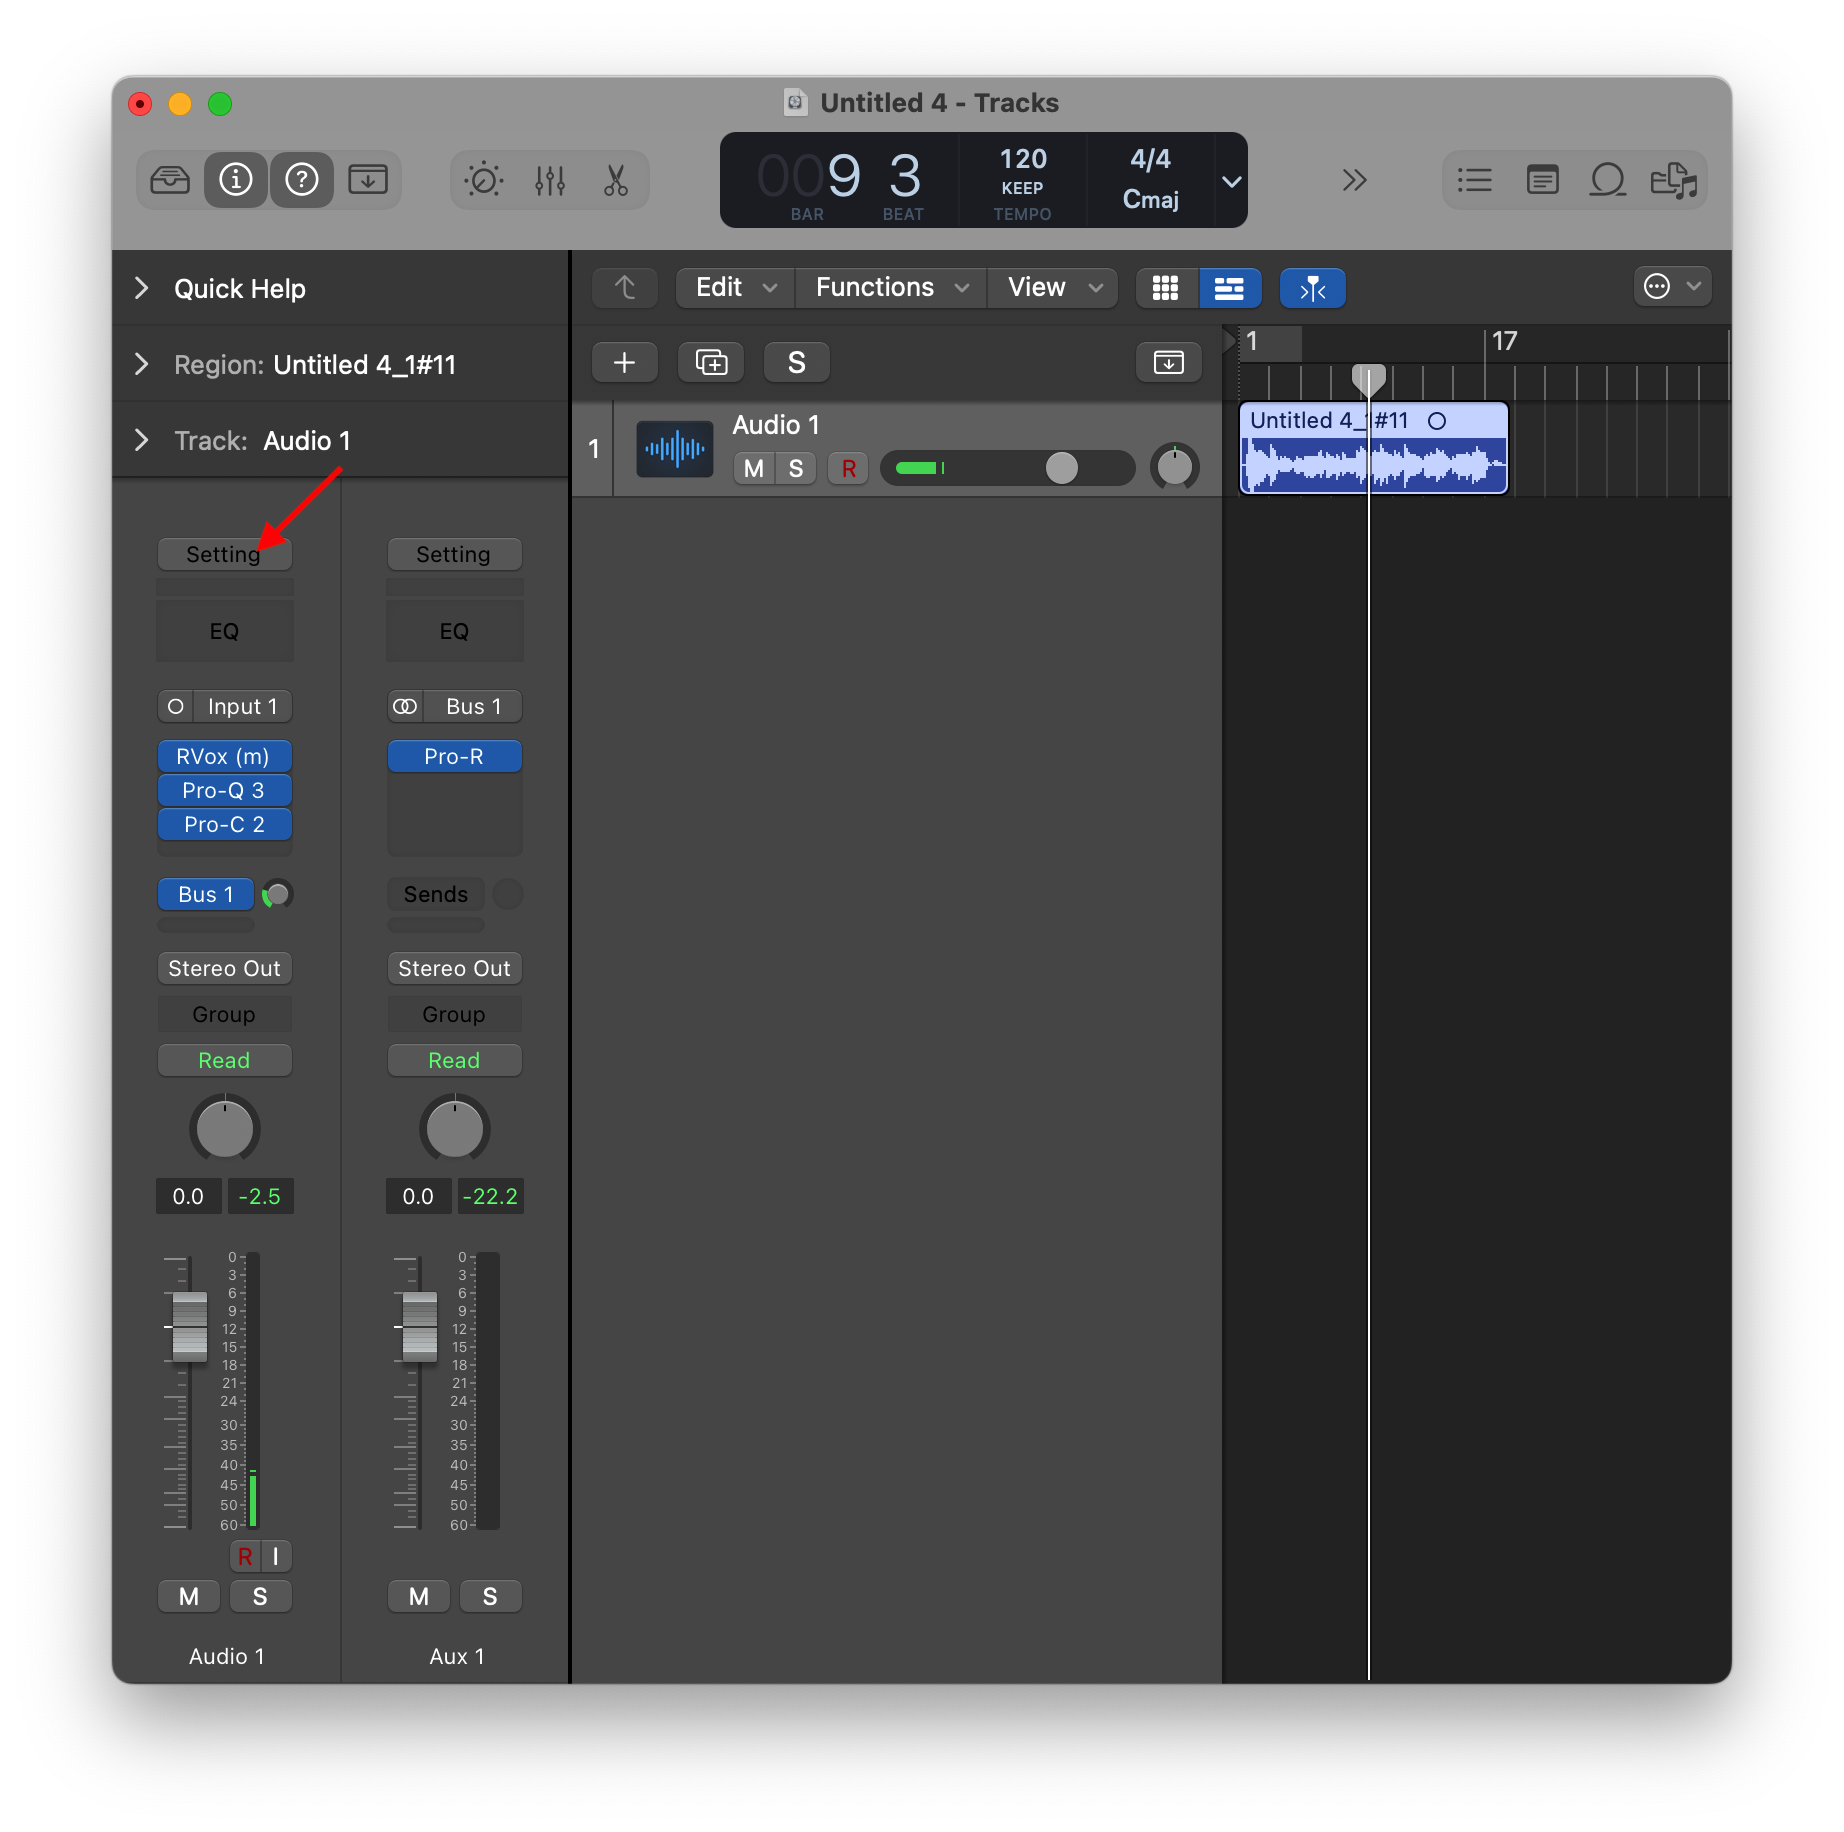 Untitled 4 - Tracks
009 3
BAR BEAT
120
KEEP
TEMPO
4/4
Cmaj
Quick Help
Region: Untitled 4_1#11
Track: Audio 1
Edit Functions View
S
1 17
1
Audio 1
M S R
Untitled 4_1#11
Setting
EQ
Input 1
RVox (m)
Pro-Q 3
Pro-C 2
Bus 1
Stereo Out
Group
Read
0.0 -2.5
0
3
6
9
12
15
18
21
24
30
35
40
45
50
60
R I
M S
Audio 1
Setting
EQ
Bus 1
Pro-R
Sends
Stereo Out
Group
Read
0.0 -22.2
0
3
6
9
12
15
18
21
24
30
35
40
45
50
60
M S
Aux 1